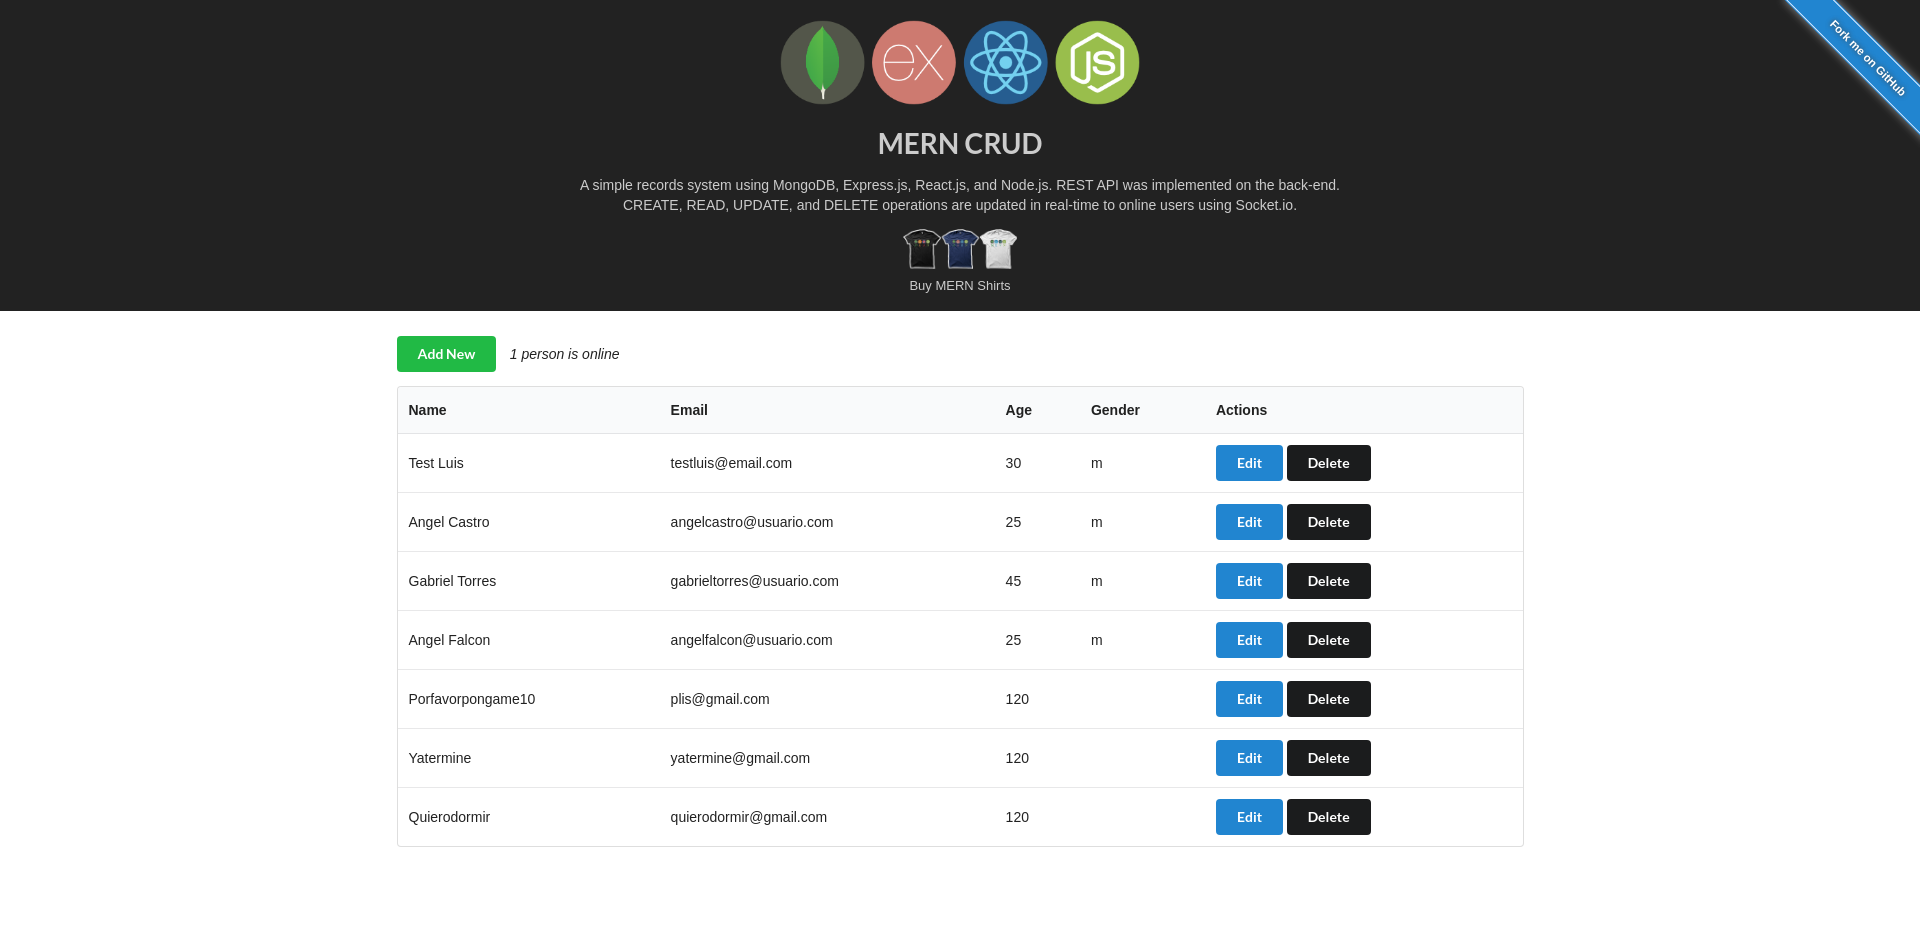 ex
JS
Fork me on GitHub
MERN CRUD
A simple records system using MongoDB, Express.js, React.js, and Node.js. REST API was implemented on the back-end.
CREATE, READ, UPDATE, and DELETE operations are updated in real-time to online users using Socket.io.
Buy MERN Shirts
Add New 1 person is online
Name Email Age Gender Actions
Test Luis testluis@email.com 30 m Edit Delete
Angel Castro angelcastro@usuario.com 25 m Edit Delete
Gabriel Torres gabrieltorres@usuario.com 45 m Edit Delete
Angel Falcon angelfalcon@usuario.com 25 m Edit Delete
Porfavorpongame10 plis@gmail.com 120 Edit Delete
Yatermine yatermine@gmail.com 120 Edit Delete
Quierodormir quierodormir@gmail.com 120 Edit Delete